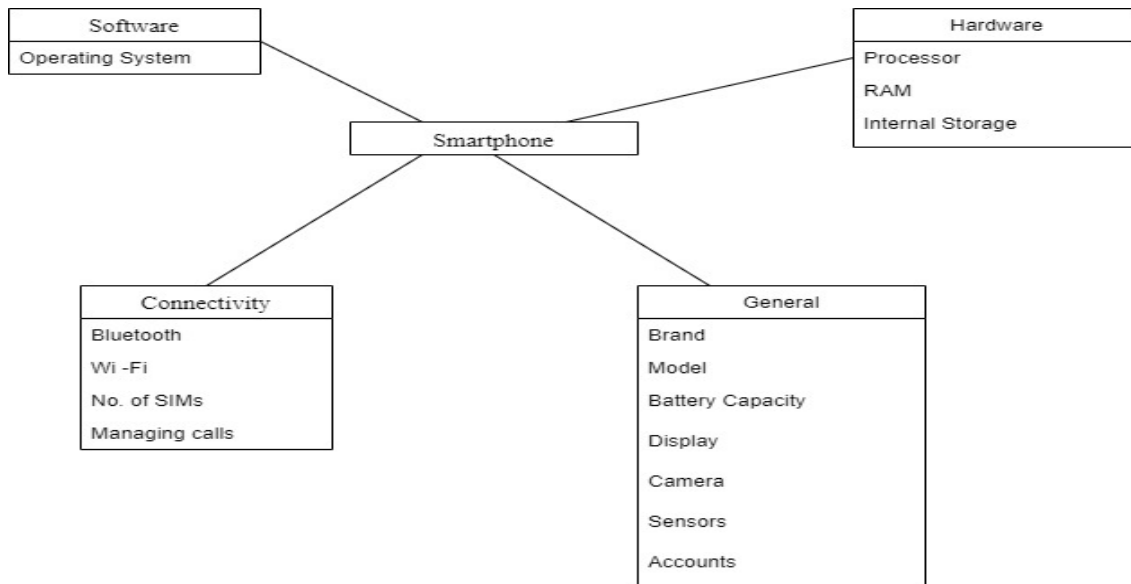 Software
Operating System
Hardware
Processor
RAM
Internal Storage
Smartphone
Connectivity
Bluetooth
Wi -Fi
No. of SIMs
Managing calls
General
Brand
Model
Battery Capacity
Display
Camera
Sensors
Accounts